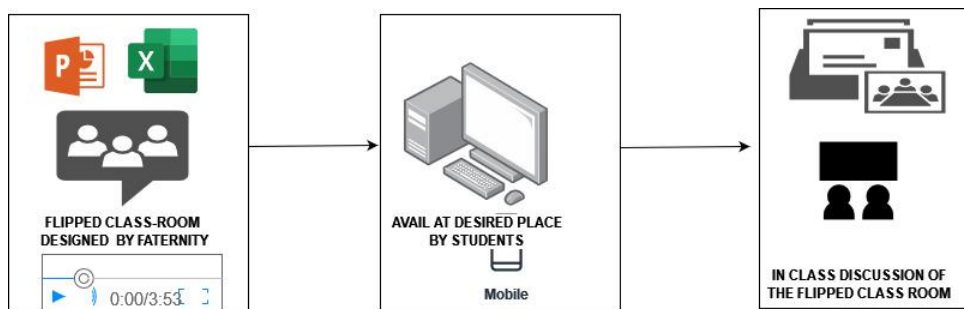 P
X
FLIPPED CLASS-ROOM
DESIGNED BY FATERNITY
0:00/3:53
AVAIL AT DESIRED PLACE
BY STUDENTS
Mobile
IN CLASS DISCUSSION OF
THE FLIPPED CLASS ROOM